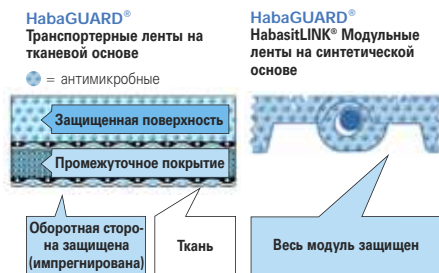 HabaGUARD®
Транспортерные ленты на
тканевой основе
= антимикробные
Защищенная поверхность
Промежуточное покрытие
Оборотная сторо-
на защищена
(импрегнирована)
Ткань
HabaGUARD®
HabasitLINK® Модульные
ленты на синтетической
основе
Весь модуль защищен